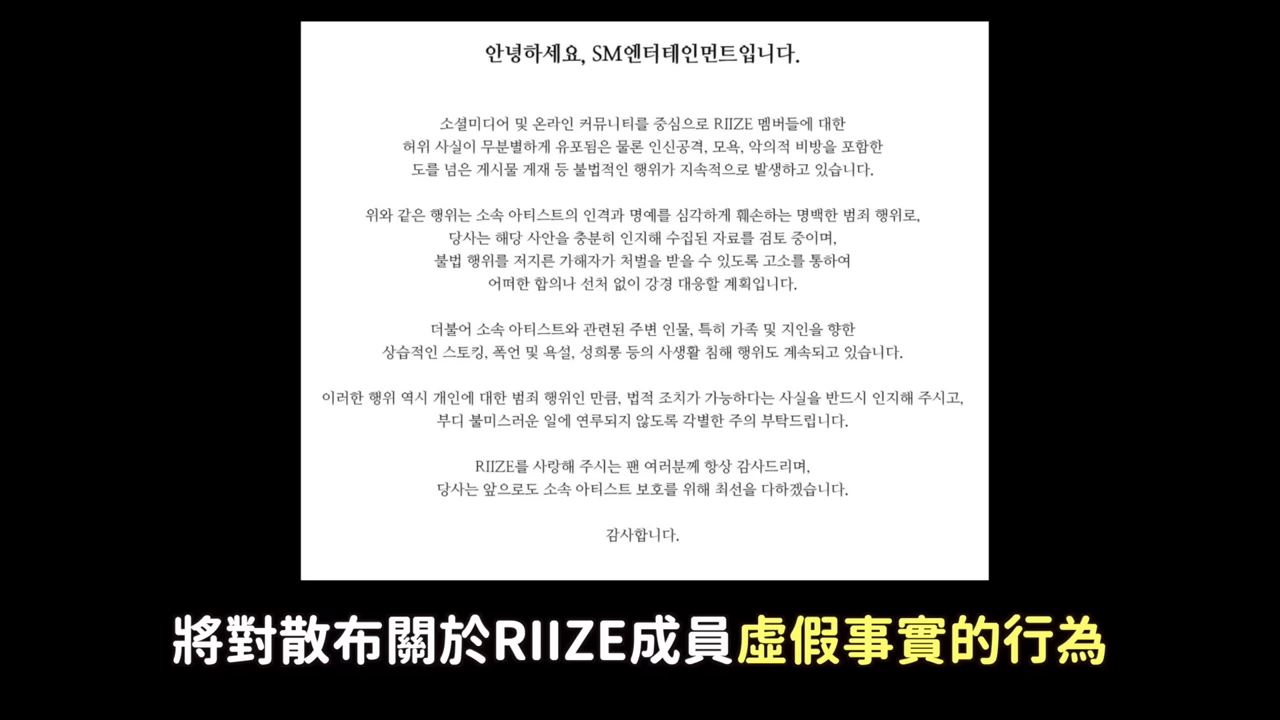 안녕하세요, SM엔터테인먼트입니다.
소셜미디어 및 온라인 커뮤니티를 중심으로 RIIZE 멤버들에 대한
허위 사실이 무분별하게 유포됨은 물론 인신공격, 모욕, 악의적 비방을 포함한
도를 넘은 게시물 게재 등 불법적인 행위가 지속적으로 발생하고 있습니다.
위와 같은 행위는 소속 아티스트의 인격과 명예를 심각하게 훼손하는 명백한 범죄 행위로,
당사는 해당 사안을 충분히 인지해 수집된 자료를 검토 중이며,
불법 행위를 저지른 가해자가 처벌을 받을 수 있도록 고소를 통하여
어떠한 합의나 선처 없이 강경 대응할 계획입니다.
더불어 소속 아티스트와 관련된 주변 인물, 특히 가족 및 지인을 향한
상습적인 스토킹, 폭언 및 욕설, 성희롱 등의 사생활 침해 행위도 계속되고 있습니다.
이러한 행위 역시 개인에 대한 범죄 행위인 만큼, 법적 조치가 가능하다는 사실을 반드시 인지해 주시고,
부디 불미스러운 일에 연루되지 않도록 각별한 주의 부탁드립니다.
RIIZE를 사랑해 주시는 팬 여러분께 항상 감사드리며,
당사는 앞으로도 소속 아티스트 보호를 위해 최선을 다하겠습니다.
감사합니다.
將對散布關於RIIZE成員虛假事實的行為